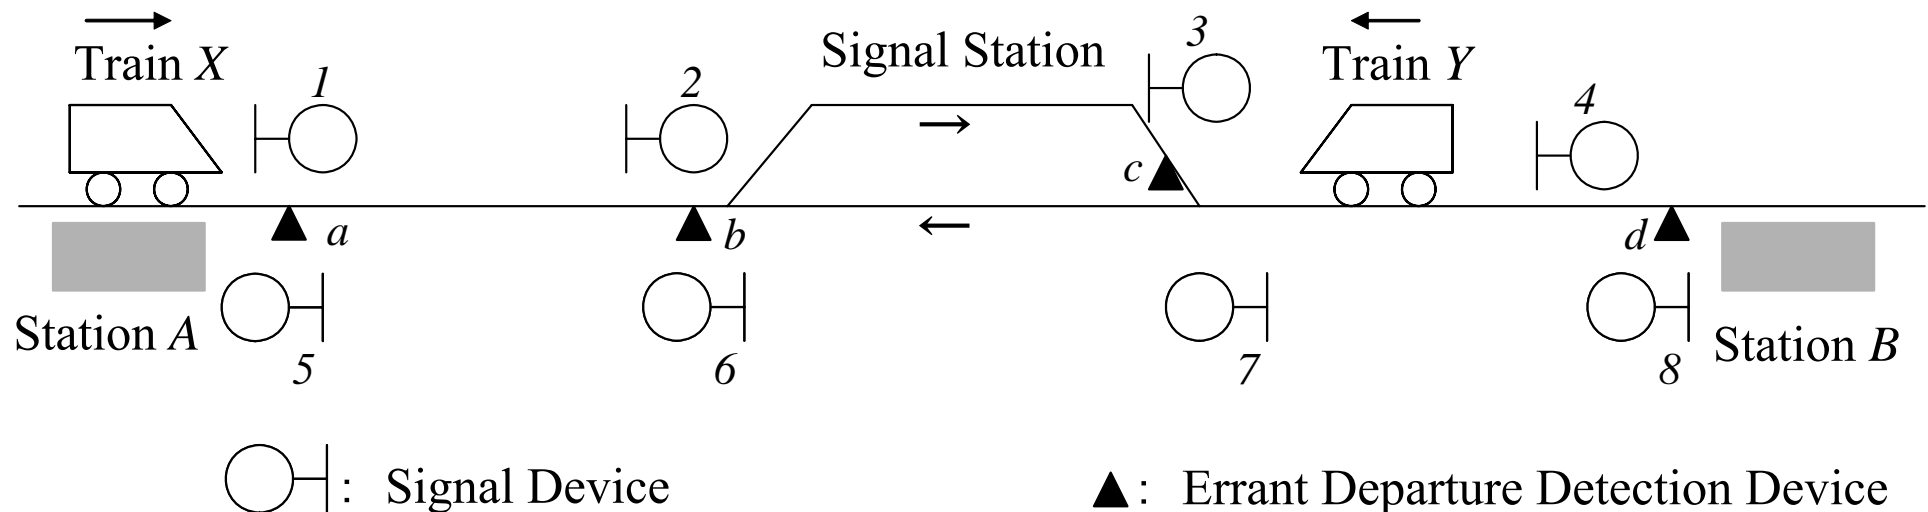 Train X
1
2
Signal Station
3
Train Y
4
a
b
c
d
Station A
5
6
7
8
Station B
: Signal Device
: Errant Departure Detection Device